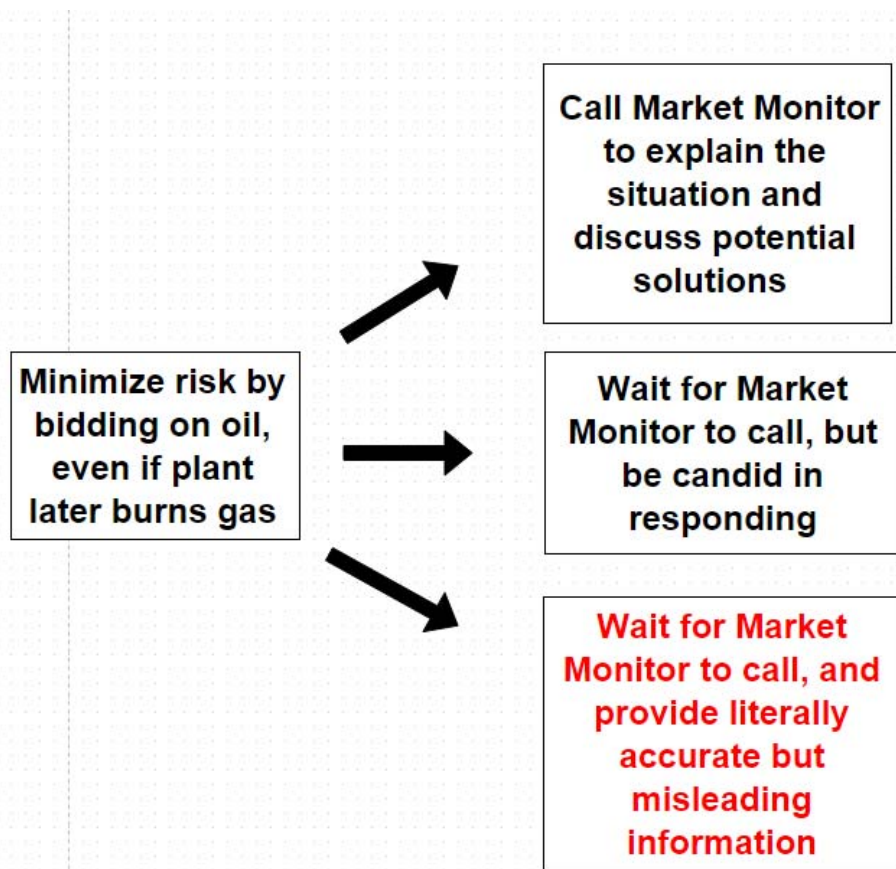 Call Market Monitor
to explain the
situation and
discuss potential
solutions
Minimize risk by
bidding on oil,
even if plant
later burns gas
Wait for Market
Monitor to call, but
be candid in
responding
Wait for Market
Monitor to call, and
provide literally
accurate but
misleading
information